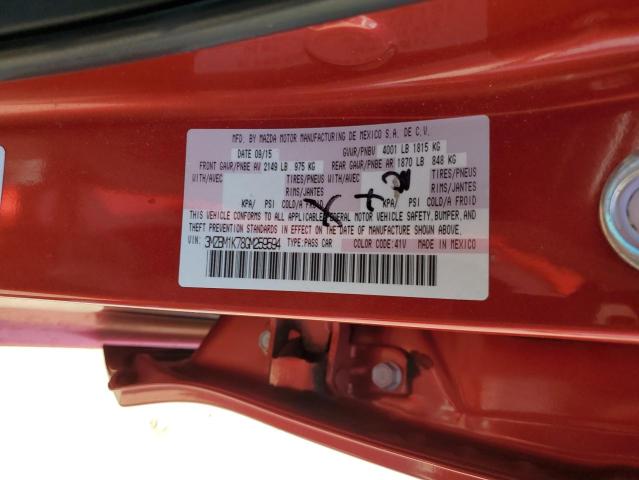 MFD. BY MAZDA MOTOR MANUFACTURING DE MEXICO S.A. DE C.V.
DATE 09/15 GVWR/PNBV 4001 LB 1815 KG
FRONT GAWR/PNBE AV 2149 LB 975 KG REAR GAWR/PNBE AR 1870 LB 848 KG
WITH/AVEC TIRES/PNEUS WITH/AVEC TIRES/PNEUS
RIMS/JANTES RIMS/JANTES
KPA/ PSI COLD/A FROID KPA/ PSI COLD/A FROID
THIS VEHICLE CONFORMS TO ALL APPLICABLE FEDERAL MOTOR VEHICLE SAFETY, BUMPER, AND
THEFT PREVENTION STANDARDS IN EFFECT ON THE DATE OF MANUFACTURE SHOWN ABOVE.
VIN: 3MZBM1K78GM259594 TYPE: PASS CAR COLOR CODE: 41V MADE IN MEXICO